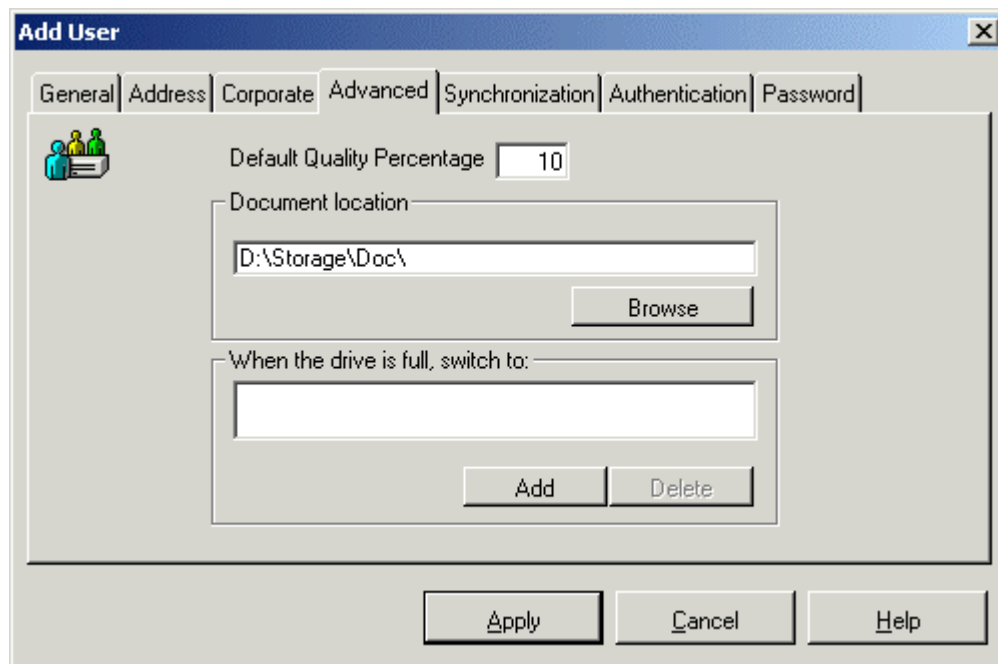 Add User
General Address Corporate Advanced Synchronization Authentication Password
Default Quality Percentage 10
Document location
D:\Storage\Doc\
Browse
When the drive is full, switch to:
Add Delete
Apply Cancel Help